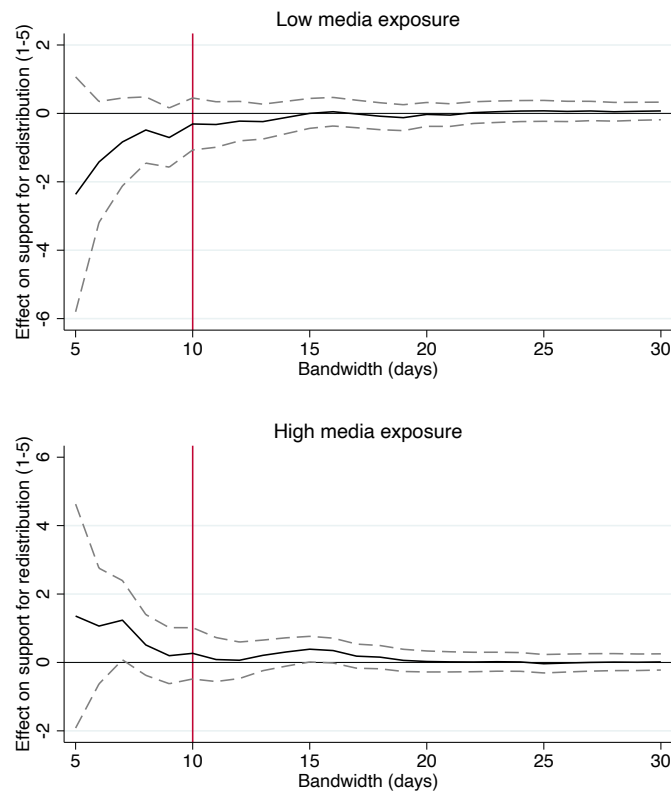 Low media exposure
Effect on support for redistribution (1-5)
2
0
-2
-4
-6
5 10 15 20 25 30
Bandwidth (days)
High media exposure
Effect on support for redistribution (1-5)
6
4
2
0
-2
5 10 15 20 25 30
Bandwidth (days)